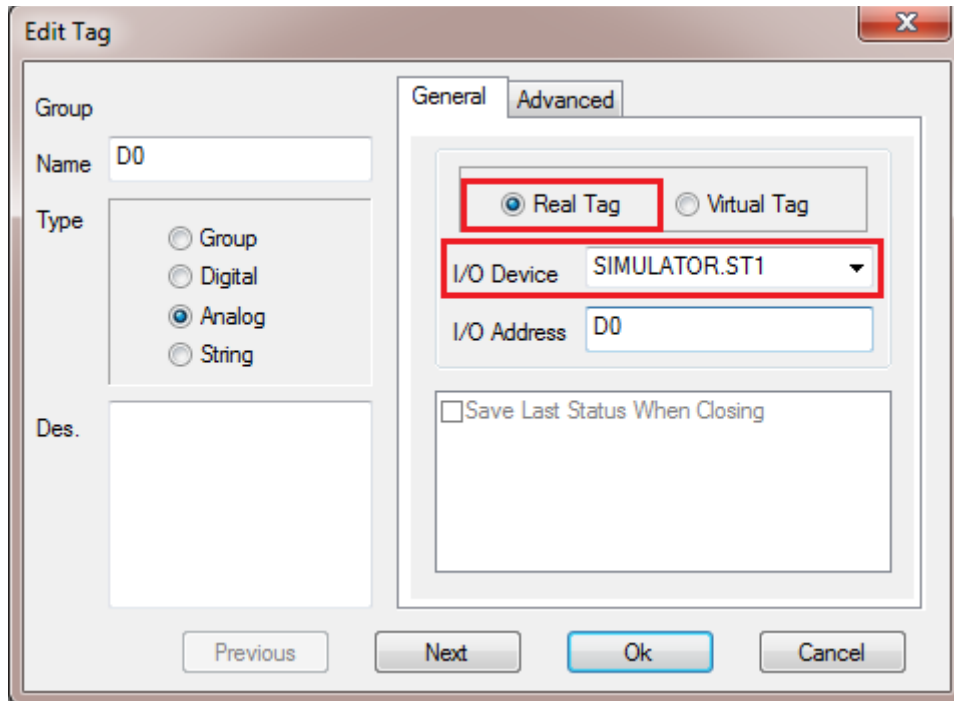 Edit Tag
Group
Name D0
Type
Group
Digital
Analog
String
Des.
General Advanced
Real Tag Virtual Tag
I/O Device SIMULATOR.ST1
I/O Address D0
Save Last Status When Closing
Previous Next Ok Cancel